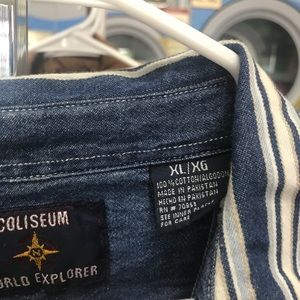 XL/XG
100% COTTON/ALGODON
MADE IN PAKISTAN
HECHO EN PAKISTAN
SEE INNER
FOR CARE
COLISEUM
N
WORLD EXPLORER